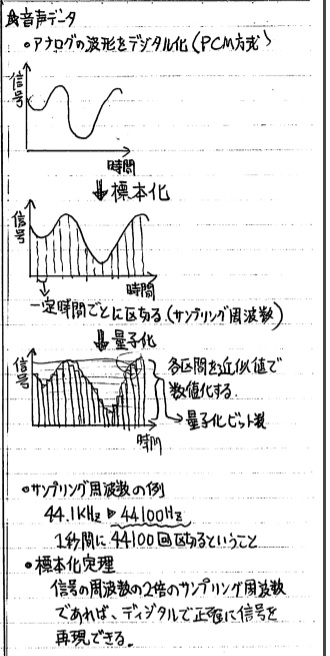 ☆音声データ
•アナログの波形をデジタル化(PCM方式)
信号
時間
標本化
信号
時間
一定時間ごとに区切る(サンプリング周波数)
量子化
信号
各区間を近似値で
数値化する.
→量子化ビット数
時間
•サンプリング周波数の例
44.1KHz ▶ 44100Hz
1秒間に44100回区切るということ
•標本化定理
信号の周波数の2倍のサンプリング周波数
であれば、ディジタルで正確に信号を
再現できる.